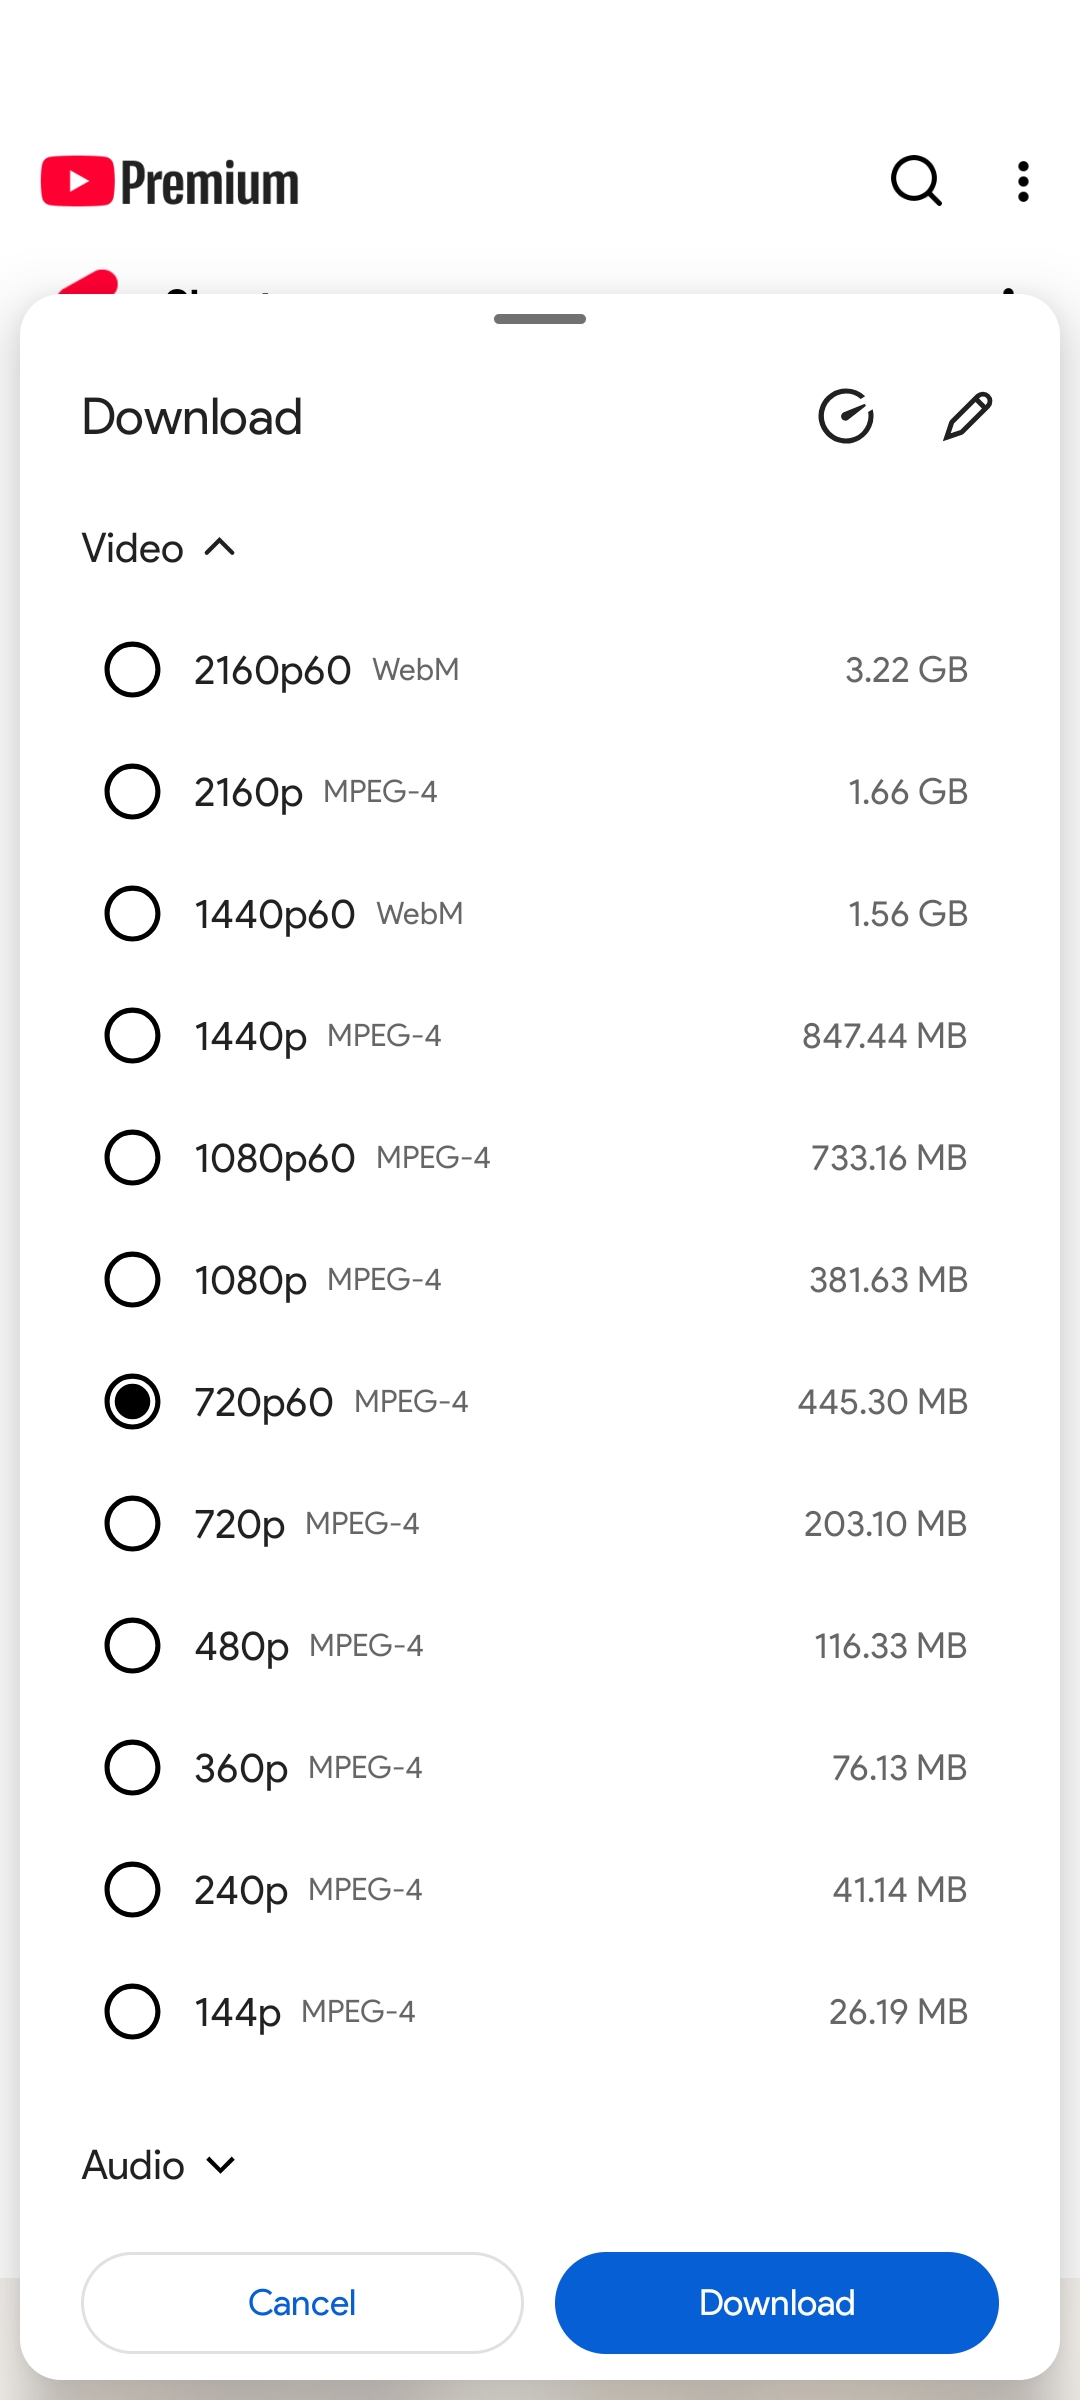 Premium
Download
Video
2160p60 WebM 3.22 GB
2160p MPEG-4 1.66 GB
1440p60 WebM 1.56 GB
1440p MPEG-4 847.44 MB
1080p60 MPEG-4 733.16 MB
1080p MPEG-4 381.63 MB
720p60 MPEG-4 445.30 MB
720p MPEG-4 203.10 MB
480p MPEG-4 116.33 MB
360p MPEG-4 76.13 MB
240p MPEG-4 41.14 MB
144p MPEG-4 26.19 MB
Audio
Cancel Download